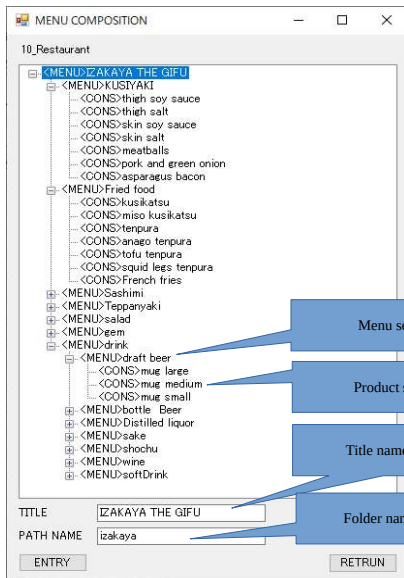 MENU COMPOSITION
10_Restaurant
<MENU>IZAKAYA THE GIFU
<MENU>KUSIYAKI
<CONS>thigh soy sauce
<CONS>thigh salt
<CONS>skin soy sauce
<CONS>skin salt
<CONS>meatballs
<CONS>pork and green onion
<CONS>asparagus bacon
<MENU>Fried food
<CONS>kusikatsu
<CONS>miso kusikatsu
<CONS>tenpura
<CONS>anago tenpura
<CONS>tofu tenpura
<CONS>squid legs tenpura
<CONS>French fries
<MENU>Sashimi
<MENU>Teppanyaki
<MENU>salad
<MENU>gem
<MENU>drink
<MENU>draft beer
<CONS>mug large
<CONS>mug medium
<CONS>mug small
<MENU>bottle Beer
<MENU>Distilled liquor
<MENU>sake
<MENU>shochu
<MENU>wine
<MENU>softDrink
Menu se
Product s
Title name
Folder nam
TITLE IZAKAYA THE GIFU
PATH NAME izakaya
ENTRY RETRUN